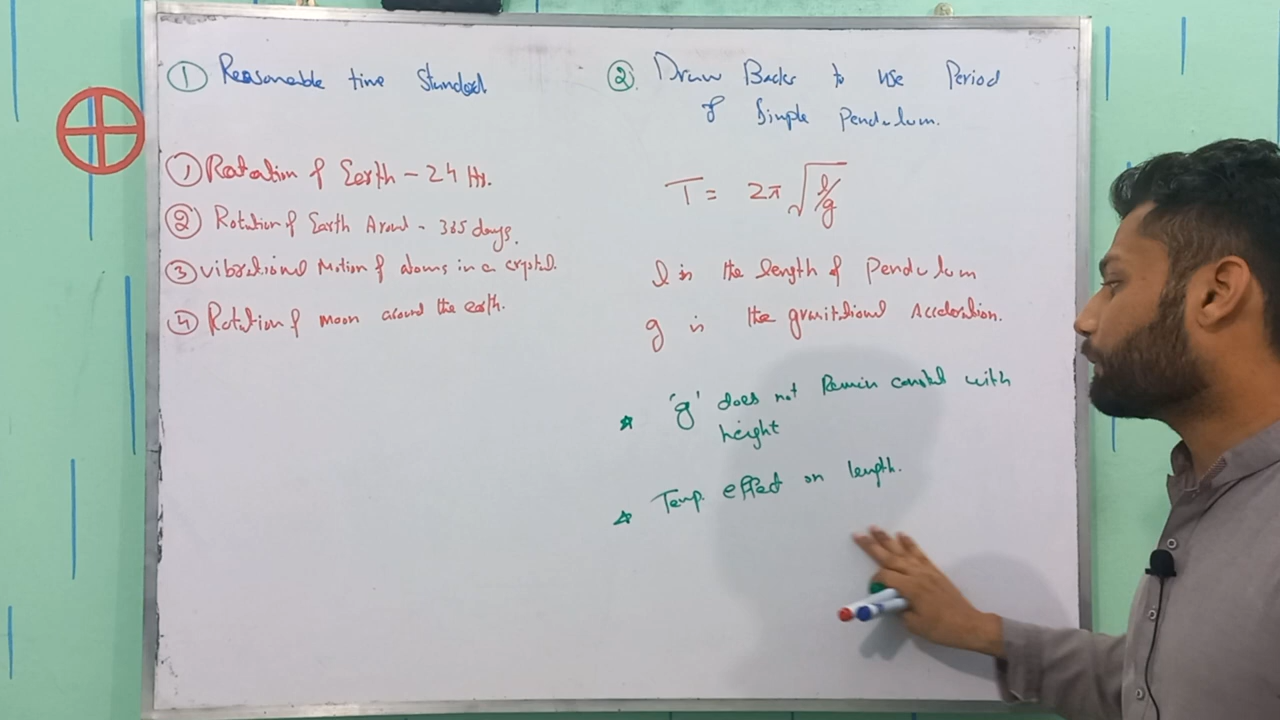 ① Reasonable time Standard
① Rotation of Earth - 24 Hr.
② Rotation of Earth Around - 365 days.
③ vibrational Motion of atoms in a crystal.
④ Rotation of moon around the earth.
②. Draw Backs to use Period
of Simple Pendulum.
T = 2π √l/g
l is the length of Pendulum
g is the gravitational Acceleration.
* 'g' does not Remain constant with
height
* Temp. effect on length.